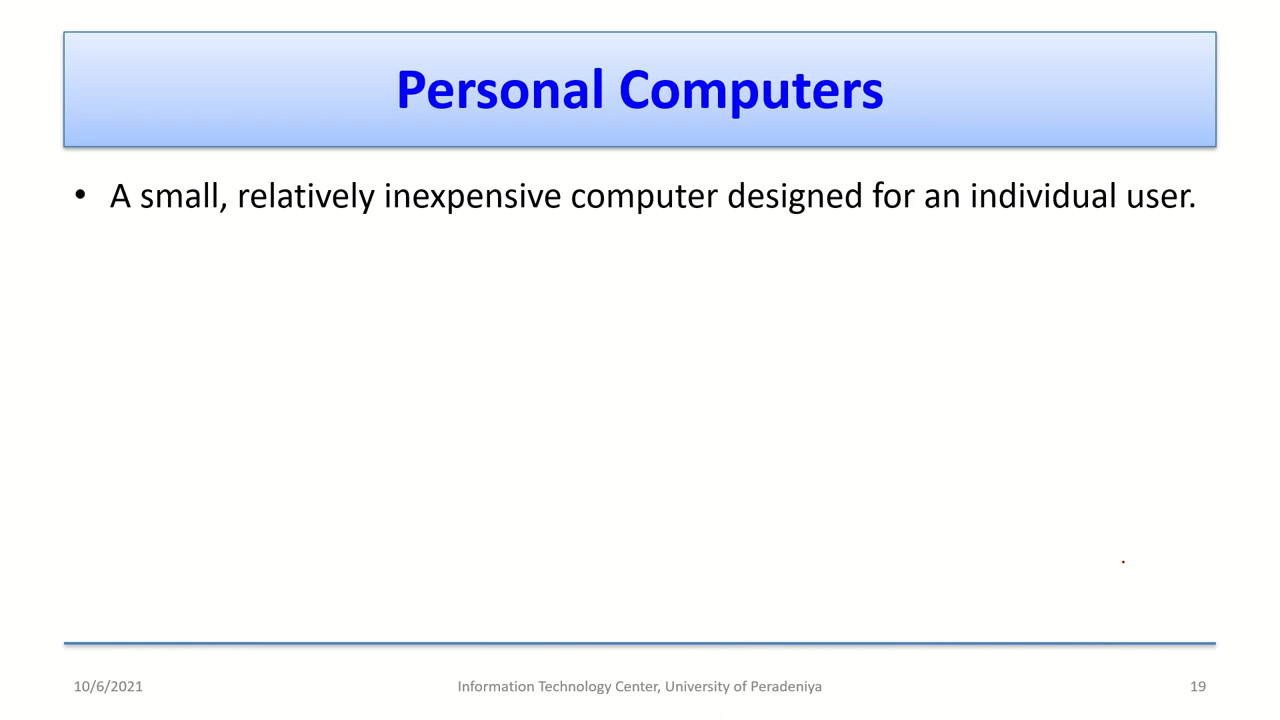 Personal Computers
• A small, relatively inexpensive computer designed for an individual user.
10/6/2021
Information Technology Center, University of Peradeniya
19